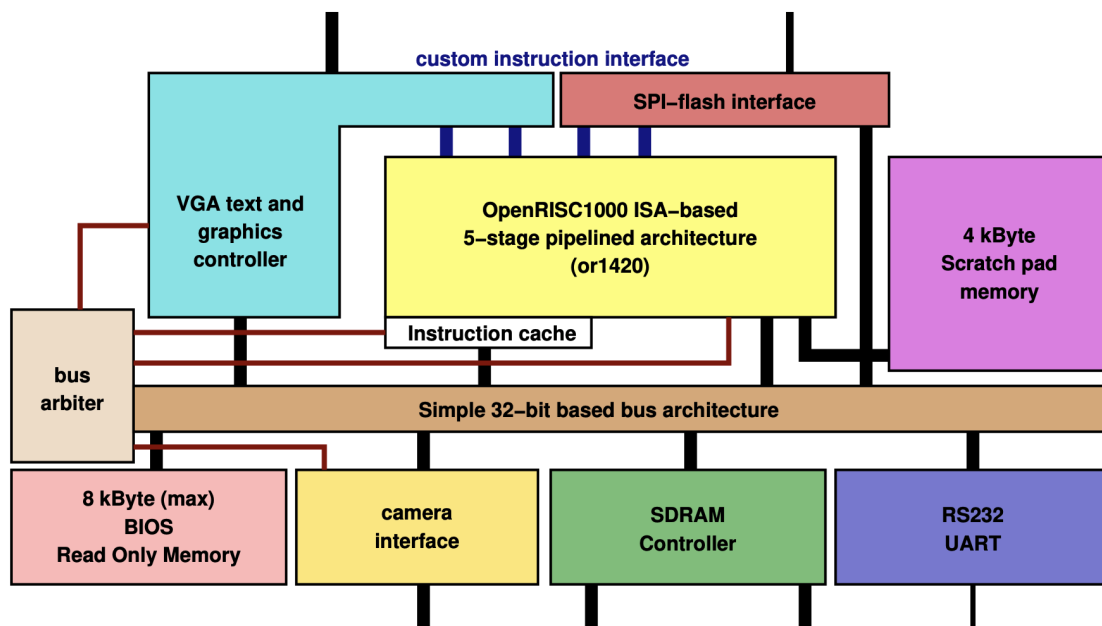 custom instruction interface
SPI−flash interface
VGA text and
graphics
controller
OpenRISC1000 ISA−based
5−stage pipelined architecture
(or1420)
4 kByte
Scratch pad
memory
Instruction cache
bus
arbiter
Simple 32−bit based bus architecture
8 kByte (max)
BIOS
Read Only Memory
camera
interface
SDRAM
Controller
RS232
UART